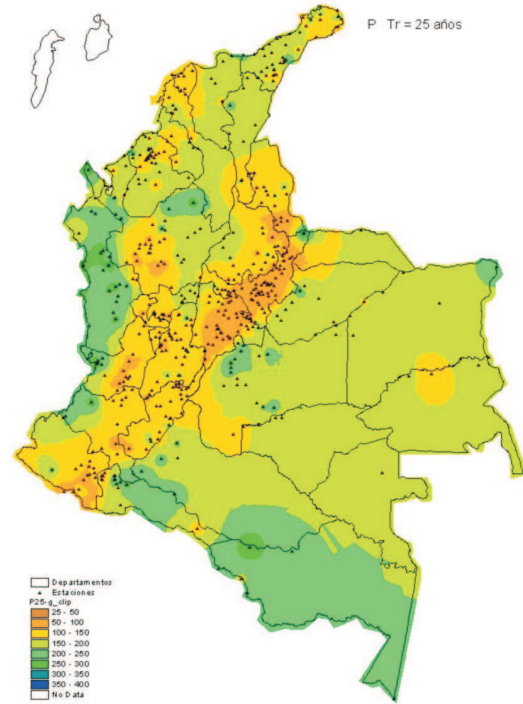 P Tr = 25 años
Departamentos
Estaciones
P25-g_clip
25 - 50
50 - 100
100 - 150
150 - 200
200 - 250
250 - 300
300 - 350
350 - 400
No Data